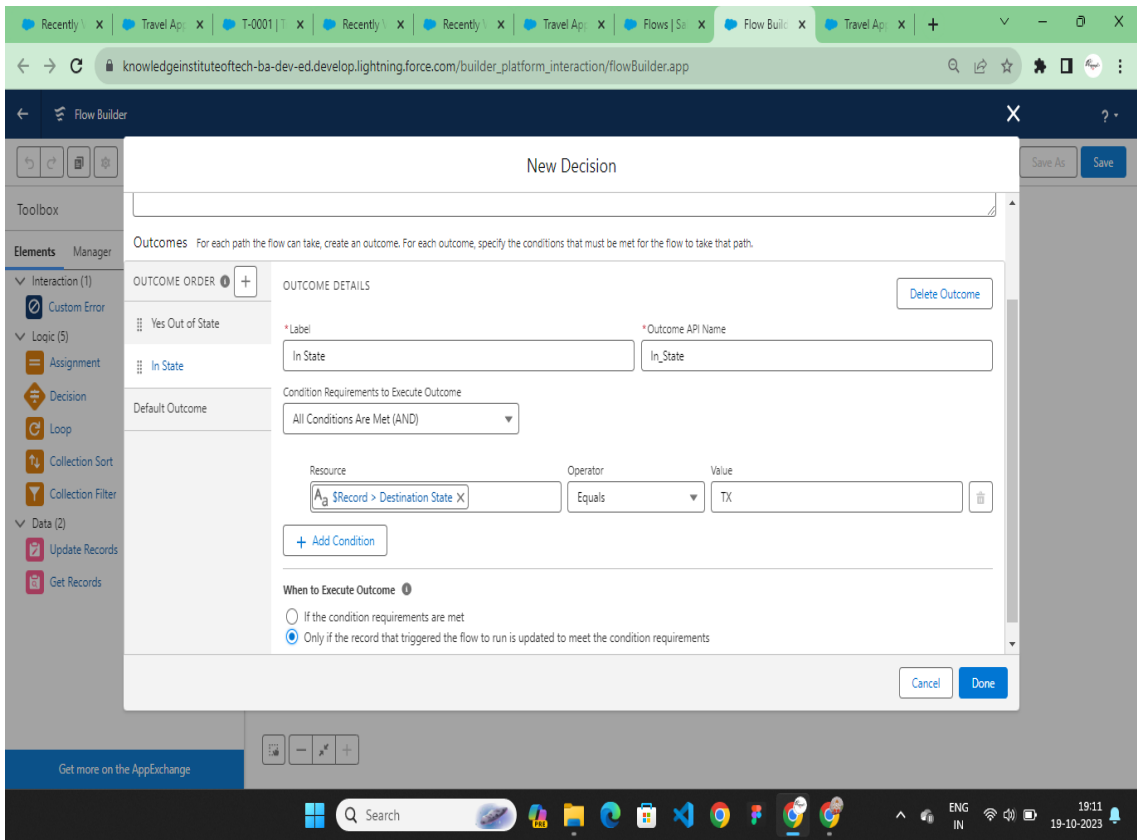 Recently V
Travel App
T-0001 | T
Recently V
Recently V
Travel App
Flows | Sa
Flow Build
Travel App
knowledgeinstituteoftech-ba-dev-ed.develop.lightning.force.com/builder_platform_interaction/flowBuilder.app
Flow Builder
?
New Decision
Save As
Save
Toolbox
Elements Manager
Interaction (1)
Custom Error
Logic (5)
Assignment
Decision
Loop
Collection Sort
Collection Filter
Data (2)
Update Records
Get Records
Get more on the AppExchange
Outcomes For each path the flow can take, create an outcome. For each outcome, specify the conditions that must be met for the flow to take that path.
OUTCOME ORDER
Yes Out of State
In State
Default Outcome
OUTCOME DETAILS
Delete Outcome
*Label
*Outcome API Name
In State
In_State
Condition Requirements to Execute Outcome
All Conditions Are Met (AND)
Resource Operator Value
Aa $Record > Destination State X
Equals
TX
+ Add Condition
When to Execute Outcome
If the condition requirements are met
Only if the record that triggered the flow to run is updated to meet the condition requirements
Cancel
Done
Search
PRE
ENG
IN
19:11
19-10-2023